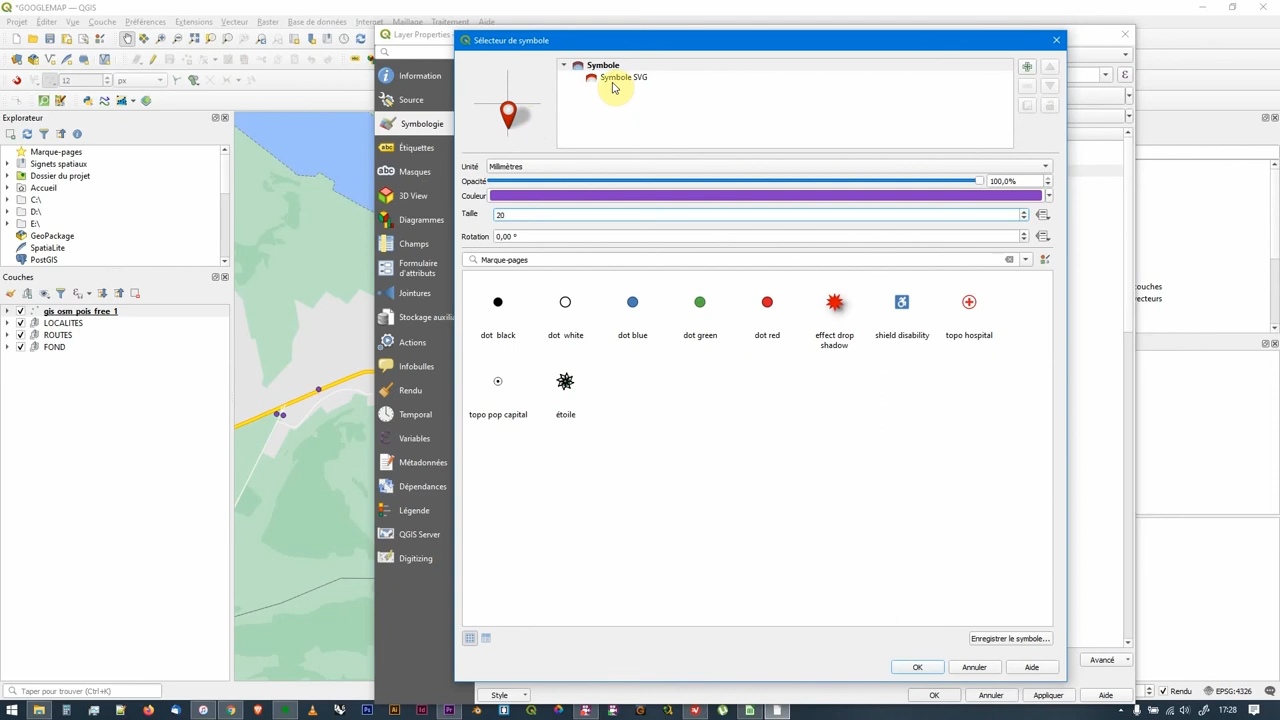 *GOOGLEMAP — QGIS
Projet Éditer Vue Couche Préférences Extensions Vecteur Raster Base de données Internet Maillage Traitement Aide
Layer Properties
Sélecteur de symbole
12 px
Explorateur
Marque-pages
Signets spatiaux
Dossier du projet
Accueil
C:\
D:\
E:\
GeoPackage
SpatiaLite
PostGIS
Couches
gis_osm_pois_free_1
LOCALITES
ROUTES
FOND
Taper pour trouver (Ctrl+K)
Information
Source
Symbologie
Étiquettes
Masques
3D View
Diagrammes
Champs
Formulaire
d'attributs
Jointures
Stockage auxilia
Actions
Infobulles
Rendu
Temporal
Variables
Métadonnées
Dépendances
Légende
QGIS Server
Digitizing
Symbole
Symbole SVG
Unité Millimètres
Opacité 100,0%
Couleur
Taille 20
Rotation 0,00 °
Marque-pages
dot black dot white dot blue dot green dot red effect drop shadow shield disability topo hospital
topo pop capital étoile
Enregistrer le symbole...
OK Annuler Aide
couches
vecteurs
Avancé
Style OK Annuler Appliquer Aide
Rendu EPSG:4326
17:28